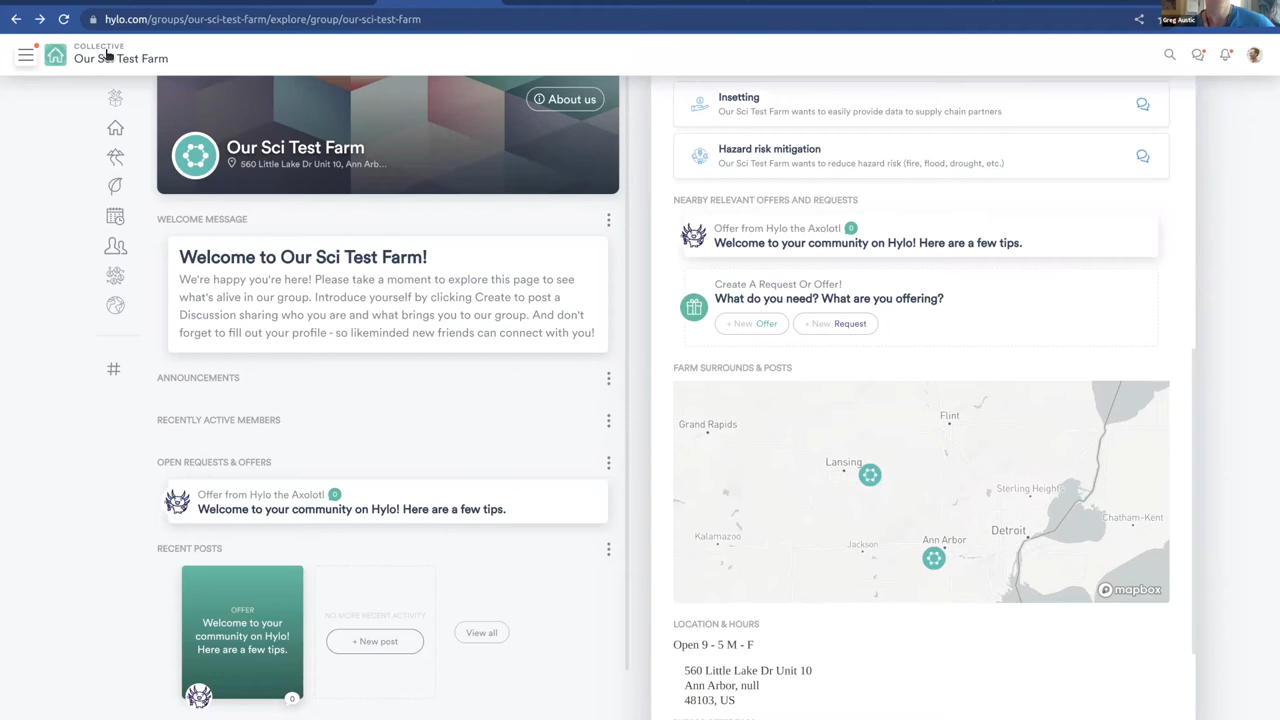 hylo.com/groups/our-sci-test-farm/explore/group/our-sci-test-farm
Greg Austic
COLLECTIVE
Our Sci Test Farm
About us
Our Sci Test Farm
560 Little Lake Dr Unit 10, Ann Arb...
WELCOME MESSAGE
Welcome to Our Sci Test Farm!
We're happy you're here! Please take a moment to explore this page to see
what's alive in our group. Introduce yourself by clicking Create to post a
Discussion sharing who you are and what brings you to our group. And don't
forget to fill out your profile - so likeminded new friends can connect with you!
ANNOUNCEMENTS
RECENTLY ACTIVE MEMBERS
OPEN REQUESTS & OFFERS
Offer from Hylo the Axolotl 0
Welcome to your community on Hylo! Here are a few tips.
RECENT POSTS
OFFER
Welcome to your
community on Hylo!
Here are a few tips.
0
NO MORE RECENT ACTIVITY
+ New post
View all
Insetting
Our Sci Test Farm wants to easily provide data to supply chain partners
Hazard risk mitigation
Our Sci Test Farm wants to reduce hazard risk (fire, flood, drought, etc.)
NEARBY RELEVANT OFFERS AND REQUESTS
Offer from Hylo the Axolotl 0
Welcome to your community on Hylo! Here are a few tips.
Create A Request Or Offer!
What do you need? What are you offering?
+ New Offer
+ New Request
FARM SURROUNDS & POSTS
Grand Rapids
Flint
Lansing
Sterling Heights
Detroit
Chatham-Kent
Kalamazoo
Jackson
Ann Arbor
mapbox
LOCATION & HOURS
Open 9 - 5 M - F
560 Little Lake Dr Unit 10
Ann Arbor, null
48103, US